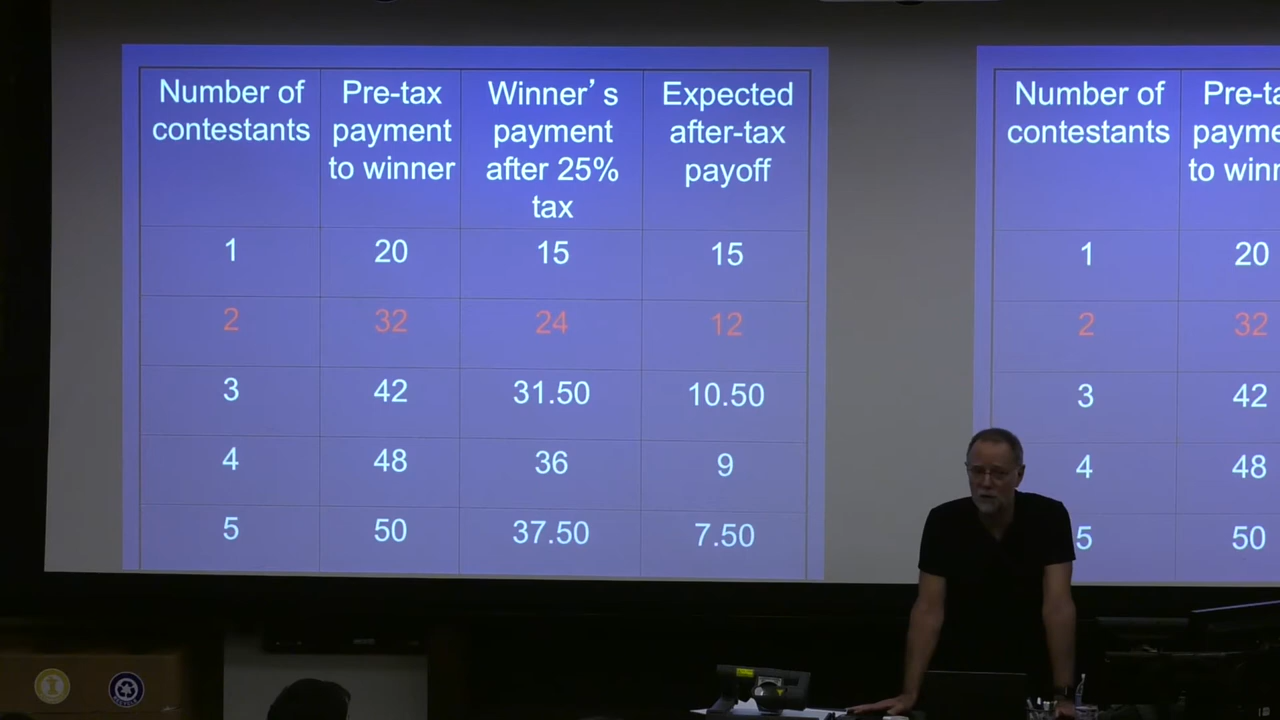 Number of contestants
Pre-tax payment to winner
Winner's payment after 25% tax
Expected after-tax payoff
1 20 15 15
2 32 24 12
3 42 31.50 10.50
4 48 36 9
5 50 37.50 7.50
Number of contestants
1 20
2 32
3 42
4 48
5 50